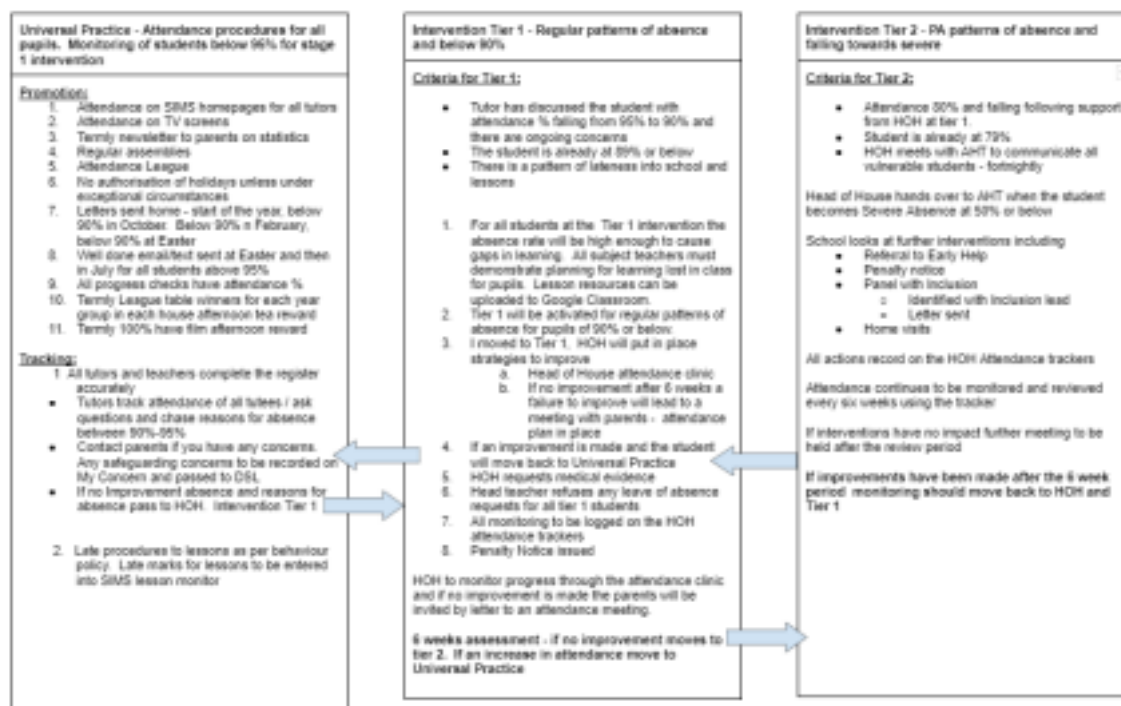 Universal Practice - Attendance procedures for all
pupils. Monitoring of students below 95% for stage
1 intervention
Promotion:
1. Attendance on SIMS homepages for all tutors
2. Attendance on TV screens
3. Termly newsletter to parents on statistics
4. Regular assemblies
5. Attendance League
6. No authorisation of holidays unless under
exceptional circumstances
7. Letters sent home - start of the year, below
90% in October. Below 90% n February,
below 90% at Easter
8. Well done email/text sent at Easter and then
in July for all students above 95%
9. All progress checks have attendance %
10. Termly League table winners for each year
group in each house afternoon tea reward
11. Termly 100% have film afternoon reward
Tracking:
1 All tutors and teachers complete the register
accurately
• Tutors track attendance of all tutees / ask
questions and chase reasons for absence
between 90%-95%
• Contact parents if you have any concerns.
Any safeguarding concerns to be recorded on
My Concern and passed to DSL
• If no Improvement absence and reasons for
absence pass to HOH. Intervention Tier 1
2. Late procedures to lessons as per behaviour
policy. Late marks for lessons to be entered
into SIMS lesson monitor
Intervention Tier 1 - Regular patterns of absence
and below 90%
Criteria for Tier 1:
• Tutor has discussed the student with
attendance % falling from 95% to 90% and
there are ongoing concerns
• The student is already at 89% or below
• There is a pattern of lateness into school and
lessons
1. For all students at the Tier 1 intervention the
absence rate will be high enough to cause
gaps in learning. All subject teachers must
demonstrate planning for learning lost in class
for pupils. Lesson resources can be
uploaded to Google Classroom.
2. Tier 1 will be activated for regular patterns of
absence for pupils of 90% or below.
3. I moved to Tier 1, HOH will put in place
strategies to improve
a. Head of House attendance clinic
b. If no improvement after 6 weeks a
failure to improve will lead to a
meeting with parents - attendance
plan in place
4. If an improvement is made and the student
will move back to Universal Practice
5. HOH requests medical evidence
6. Head teacher refuses any leave of absence
requests for all tier 1 students
7. All monitoring to be logged on the HOH
attendance trackers
8. Penalty Notice issued
HOH to monitor progress through the attendance clinic
and if no improvement is made the parents will be
invited by letter to an attendance meeting.
6 weeks assessment - if no improvement moves to
tier 2. If an increase in attendance move to
Universal Practice
Intervention Tier 2 - PA patterns of absence and
falling towards severe
Criteria for Tier 2:
• Attendance 80% and falling following support
from HOH at tier 1.
• Student is already at 79%
• HOH meets with AHT to communicate all
vulnerable students - fortnightly
Head of House hands over to AHT when the student
becomes Severe Absence at 50% or below
School looks at further interventions including
• Referral to Early Help
• Penalty notice
• Panel with Inclusion
○ Identified with Inclusion lead
○ Letter sent
• Home visits
All actions record on the HOH Attendance trackers
Attendance continues to be monitored and reviewed
every six weeks using the tracker
If interventions have no impact further meeting to be
held after the review period
If improvements have been made after the 6 week
period monitoring should move back to HOH and
Tier 1